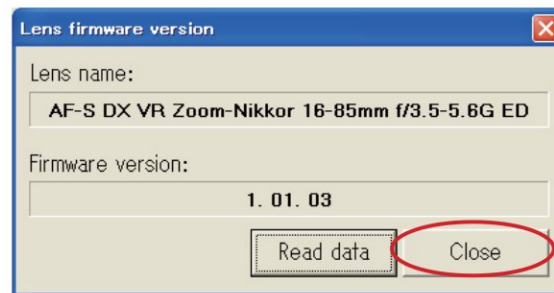 Lens firmware version
Lens name:
AF-S DX VR Zoom-Nikkor 16-85mm f/3.5-5.6G ED
Firmware version:
1. 01. 03
Read data Close